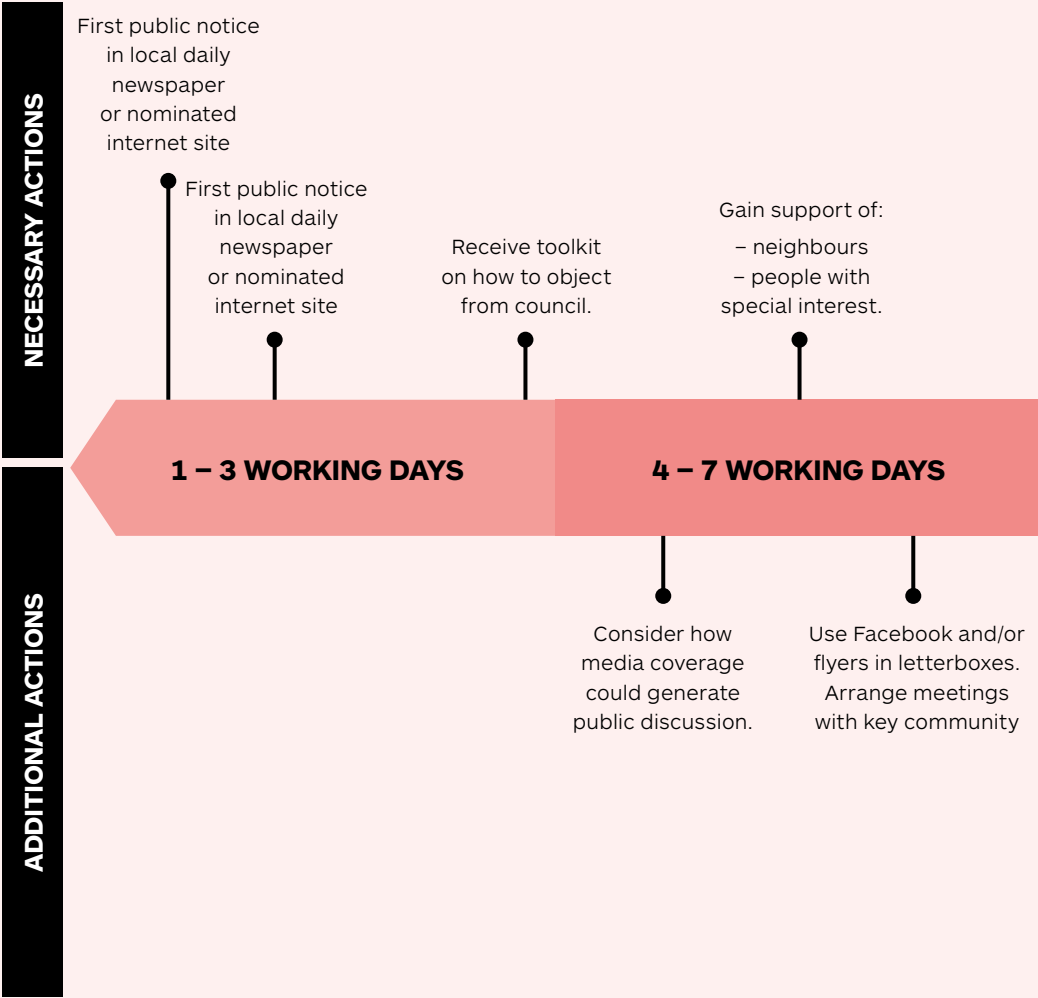 NECESSARY ACTIONS
First public notice
in local daily
newspaper
or nominated
internet site
First public notice
in local daily
newspaper
or nominated
internet site
Receive toolkit
on how to object
from council.
Gain support of:
– neighbours
– people with
special interest.
1 – 3 WORKING DAYS
4 – 7 WORKING DAYS
ADDITIONAL ACTIONS
Consider how
media coverage
could generate
public discussion.
Use Facebook and/or
flyers in letterboxes.
Arrange meetings
with key community